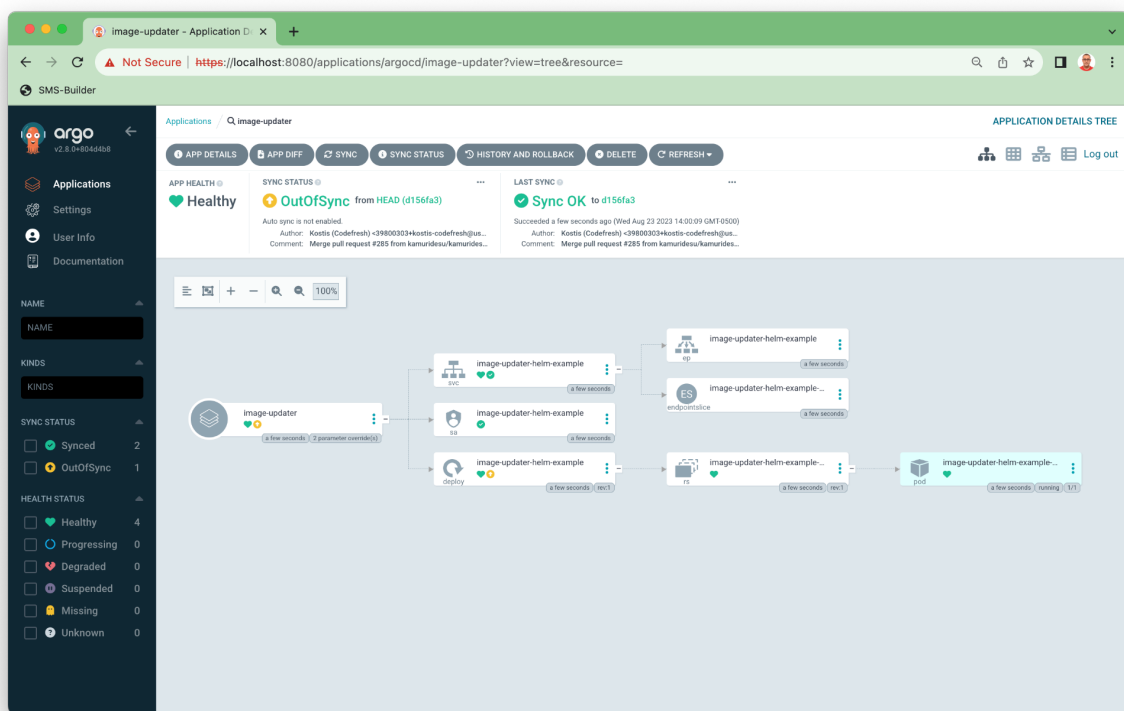 image-updater - Application D
Not Secure | https://localhost:8080/applications/argocd/image-updater?view=tree&resource=
SMS-Builder
argo
v2.8.0+804d4b8
Applications
Settings
User Info
Documentation
NAME
NAME
KINDS
KINDS
SYNC STATUS
Synced 2
OutOfSync 1
HEALTH STATUS
Healthy 4
Progressing 0
Degraded 0
Suspended 0
Missing 0
Unknown 0
Applications / image-updater
APPLICATION DETAILS TREE
APP DETAILS APP DIFF SYNC SYNC STATUS HISTORY AND ROLLBACK DELETE REFRESH
Log out
APP HEALTH
Healthy
SYNC STATUS
OutOfSync from HEAD (d156fa3)
Auto sync is not enabled.
Author: Kostis (Codefresh) <39800303+kostis-codefresh@us...
Comment: Merge pull request #285 from kamuridesu/kamurides...
LAST SYNC
Sync OK to d156fa3
Succeeded a few seconds ago (Wed Aug 23 2023 14:00:09 GMT-0500)
Author: Kostis (Codefresh) <39800303+kostis-codefresh@us...
Comment: Merge pull request #285 from kamuridesu/kamurides...
100%
image-updater
a few seconds 2 parameter override(s)
image-updater-helm-example
svc
a few seconds
image-updater-helm-example
sa
a few seconds
image-updater-helm-example
deploy
a few seconds rev:1
image-updater-helm-example
ep
a few seconds
ES
image-updater-helm-example-...
endpointslice
a few seconds
image-updater-helm-example-...
rs
a few seconds rev:1
image-updater-helm-example-...
pod
a few seconds running 1/1